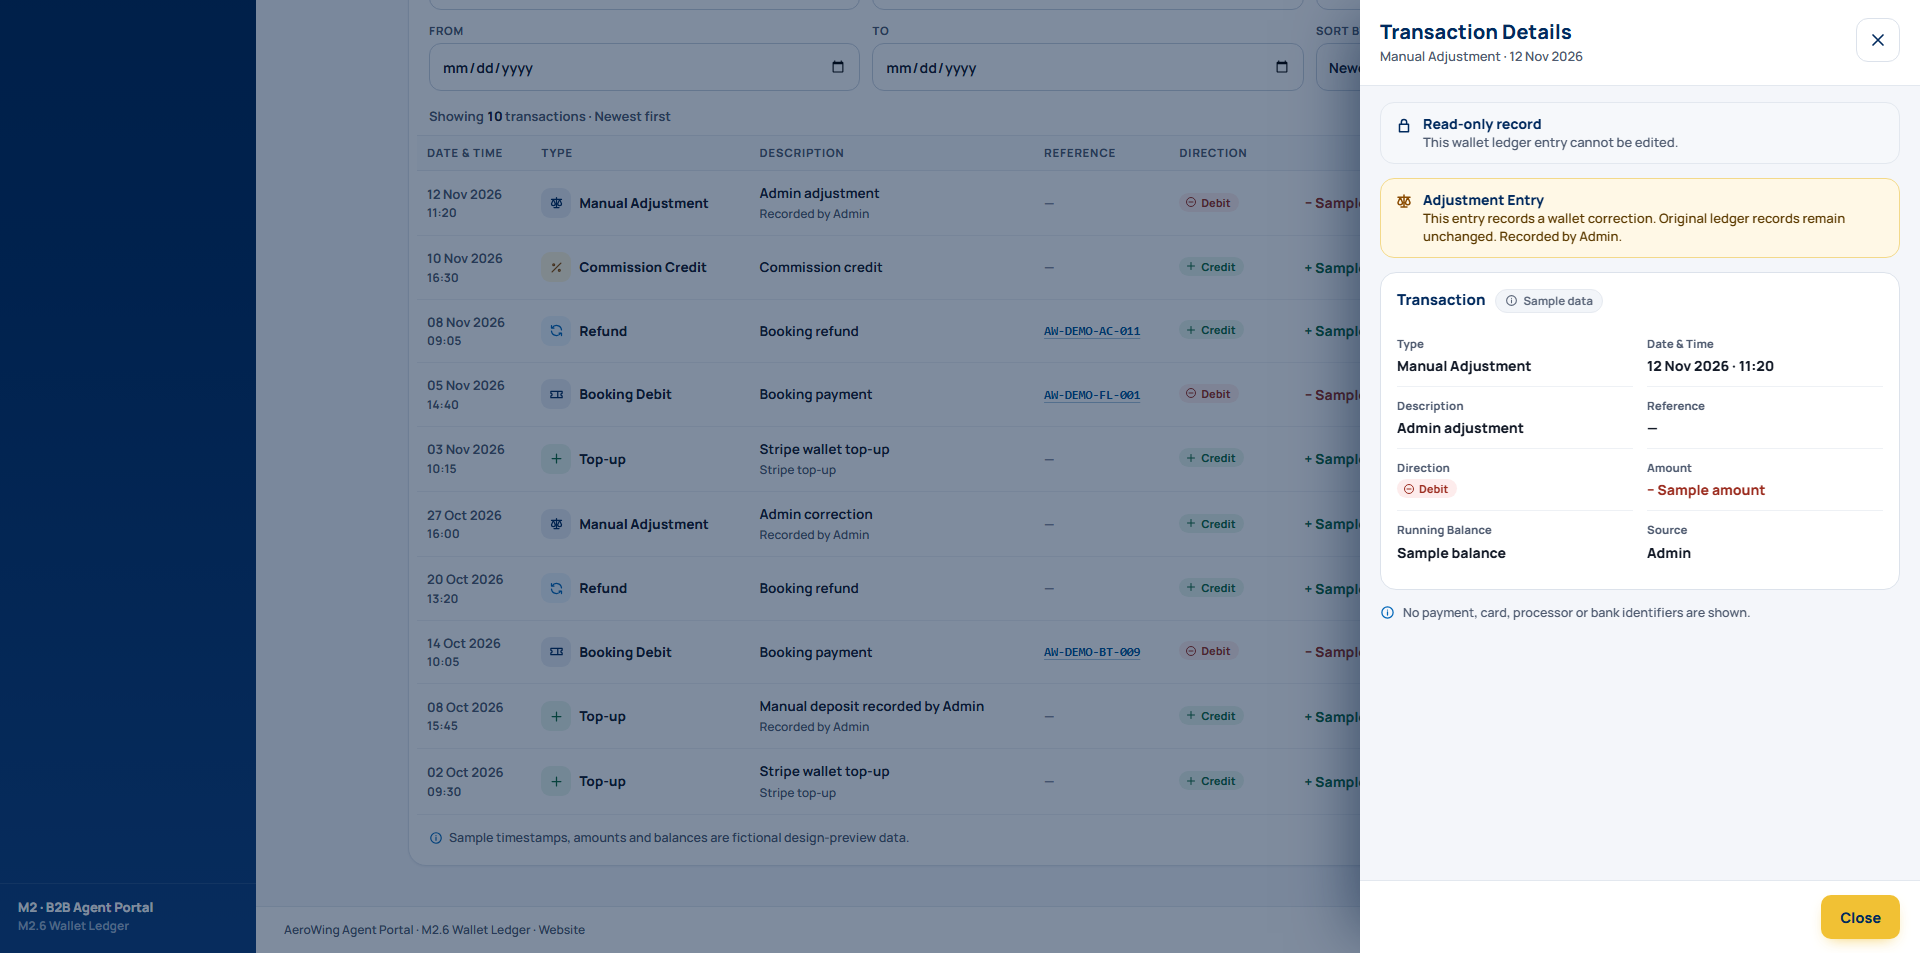 FROM
TO
SORT B
mm/dd/yyyy
mm/dd/yyyy
Newe
Showing 10 transactions · Newest first
DATE & TIME TYPE DESCRIPTION REFERENCE DIRECTION
12 Nov 2026
11:20
Manual Adjustment
Admin adjustment
Recorded by Admin
—
Debit
− Sample
10 Nov 2026
16:30
Commission Credit
Commission credit
—
Credit
+ Sample
08 Nov 2026
09:05
Refund
Booking refund
AW-DEMO-AC-011
Credit
+ Sample
05 Nov 2026
14:40
Booking Debit
Booking payment
AW-DEMO-FL-001
Debit
− Sample
03 Nov 2026
10:15
Top-up
Stripe wallet top-up
Stripe top-up
—
Credit
+ Sample
27 Oct 2026
16:00
Manual Adjustment
Admin correction
Recorded by Admin
—
Credit
+ Sample
20 Oct 2026
13:20
Refund
Booking refund
—
Credit
+ Sample
14 Oct 2026
10:05
Booking Debit
Booking payment
AW-DEMO-BT-009
Debit
− Sample
08 Oct 2026
15:45
Top-up
Manual deposit recorded by Admin
Recorded by Admin
—
Credit
+ Sample
02 Oct 2026
09:30
Top-up
Stripe wallet top-up
Stripe top-up
—
Credit
+ Sample
Sample timestamps, amounts and balances are fictional design-preview data.
M2 · B2B Agent Portal
M2.6 Wallet Ledger
AeroWing Agent Portal · M2.6 Wallet Ledger · Website
Transaction Details
Manual Adjustment · 12 Nov 2026
Read-only record
This wallet ledger entry cannot be edited.
Adjustment Entry
This entry records a wallet correction. Original ledger records remain
unchanged. Recorded by Admin.
Transaction
Sample data
Type
Manual Adjustment
Date & Time
12 Nov 2026 · 11:20
Description
Admin adjustment
Reference
—
Direction
Debit
Amount
− Sample amount
Running Balance
Sample balance
Source
Admin
No payment, card, processor or bank identifiers are shown.
Close